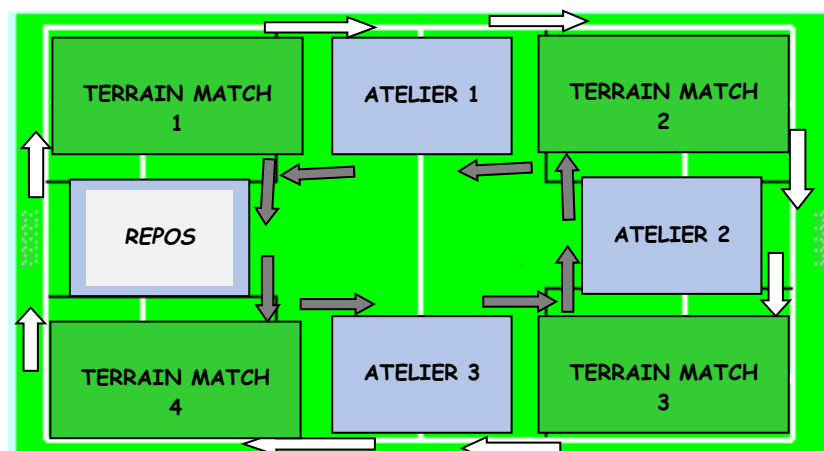 TERRAIN MATCH
1
ATELIER 1
TERRAIN MATCH
2
REPOS
ATELIER 2
TERRAIN MATCH
4
ATELIER 3
TERRAIN MATCH
3